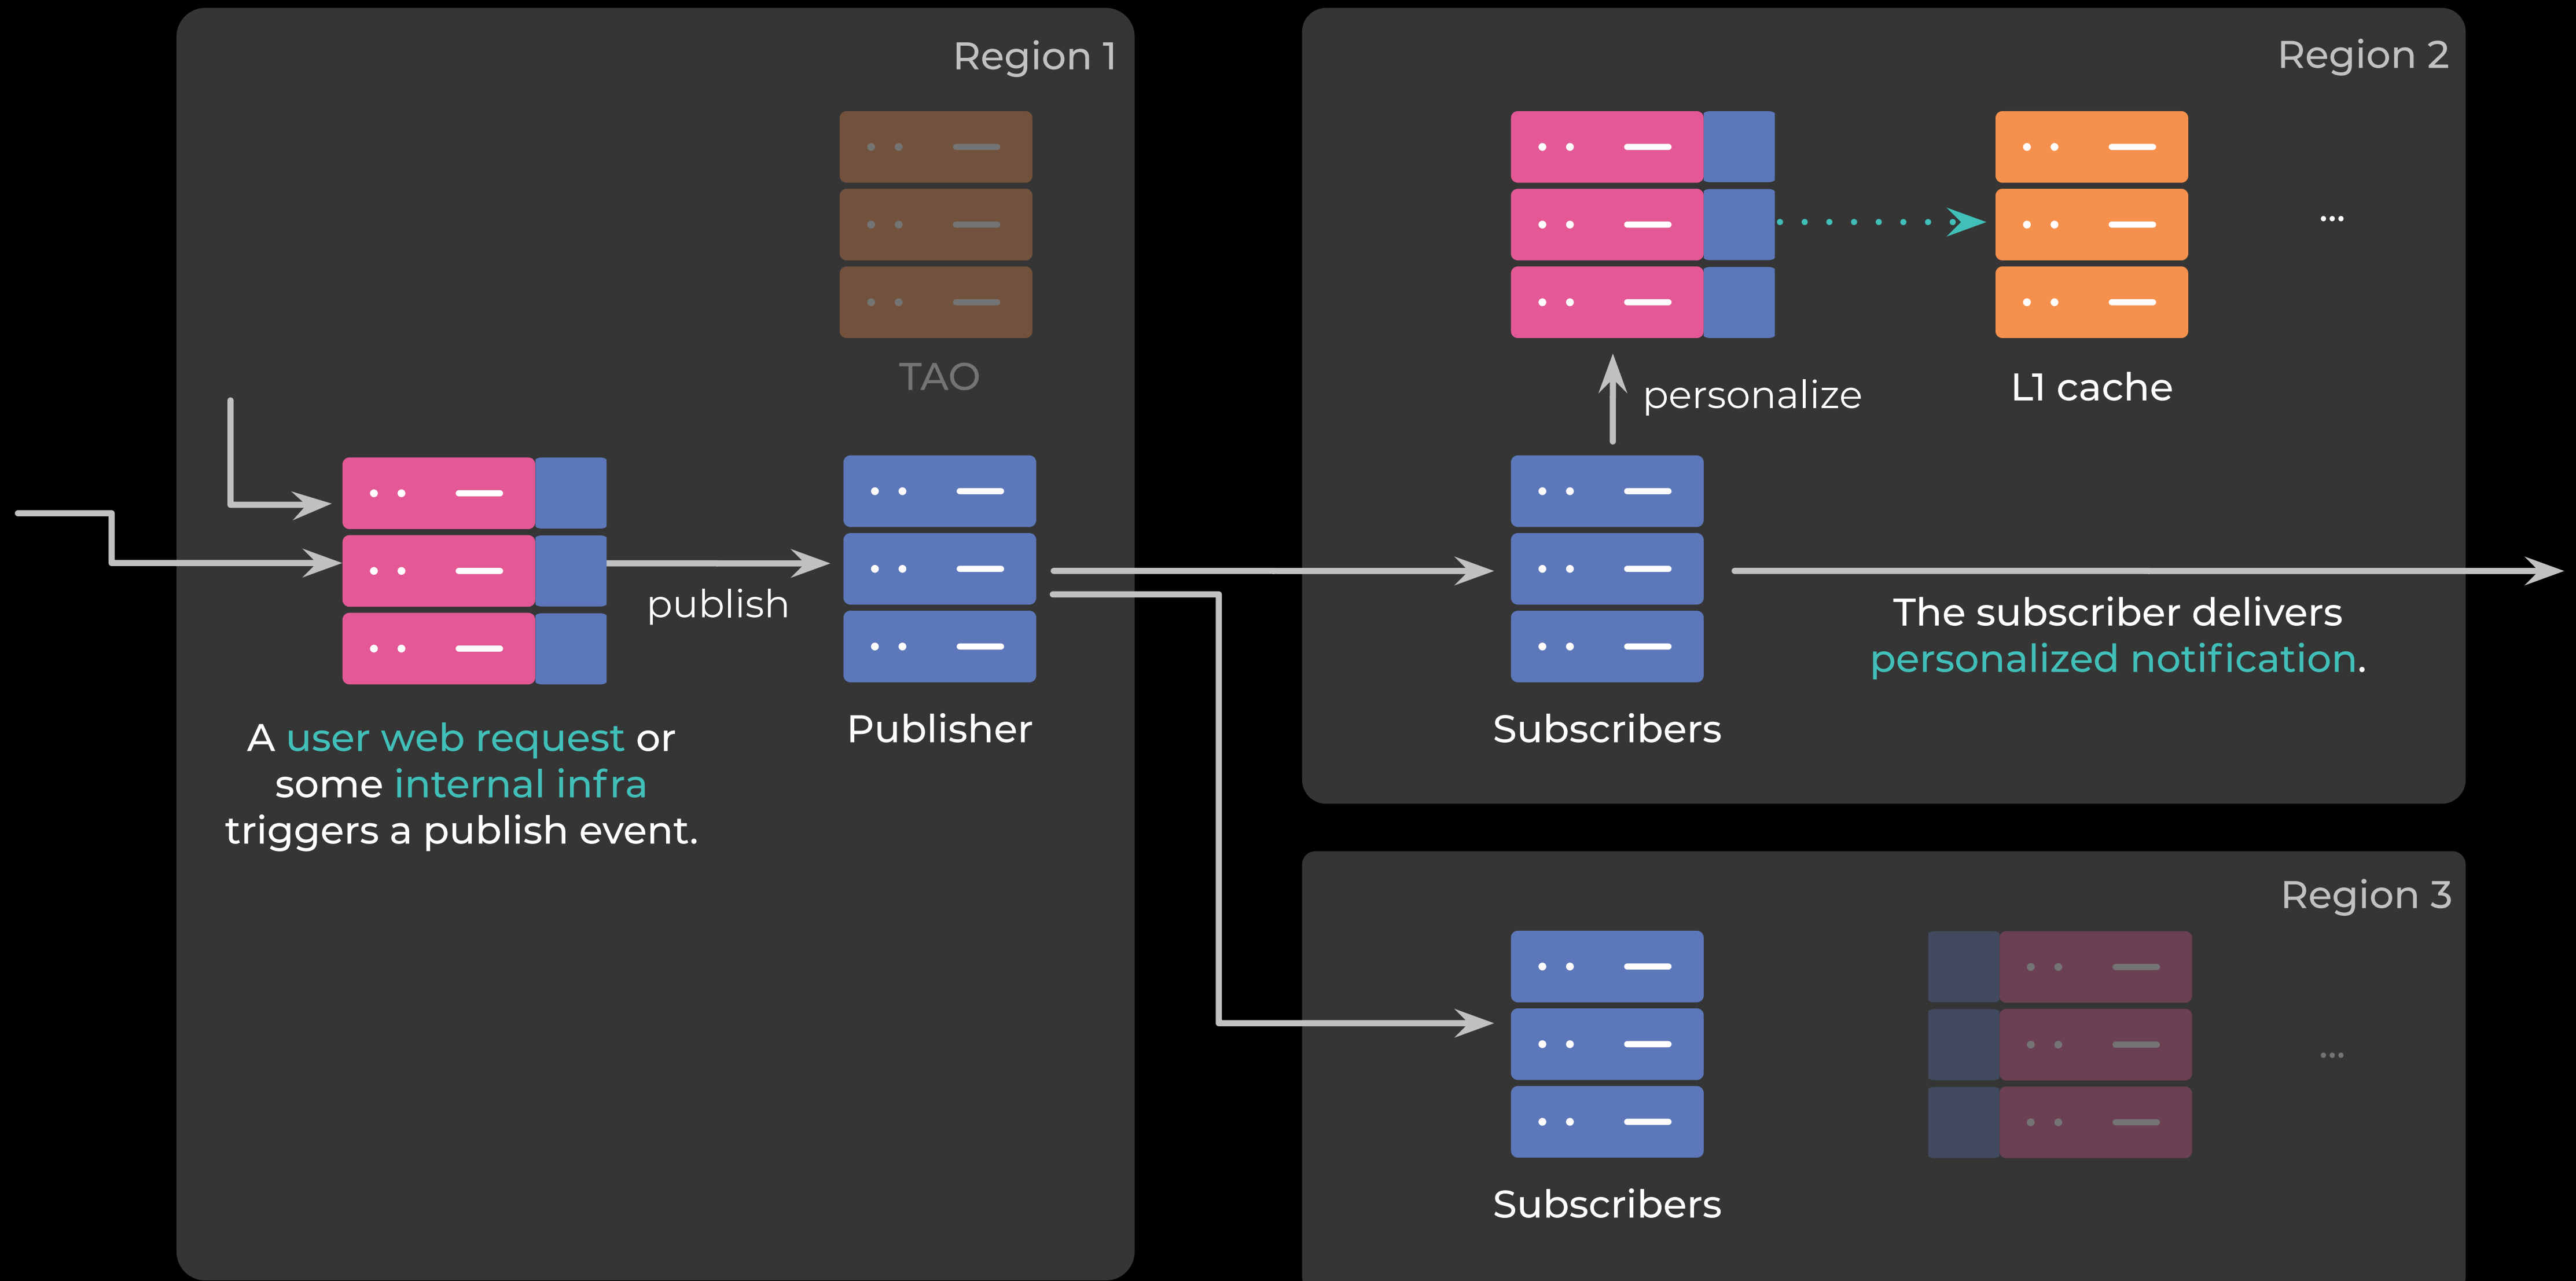 Region 1
TAO
publish
A user web request or
some internal infra
triggers a publish event.
Publisher
Region 2
...
personalize
L1 cache
Subscribers
The subscriber delivers
personalized notification.
Region 3
...
Subscribers